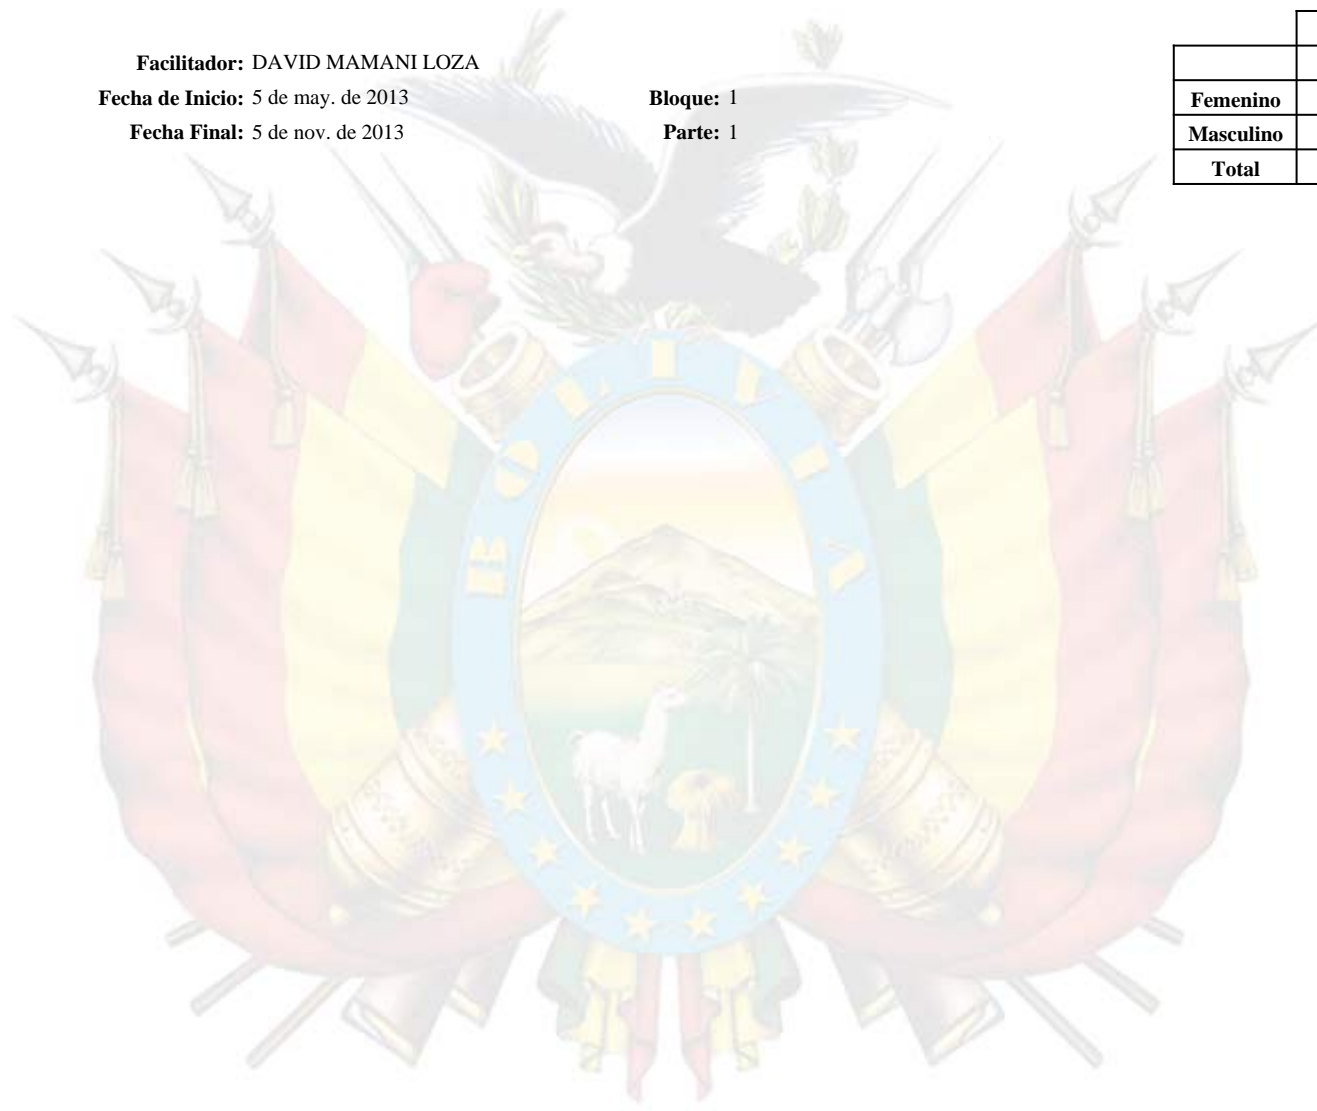 Facilitador: DAVID MAMANI LOZA
Fecha de Inicio: 5 de may. de 2013 Bloque: 1
Fecha Final: 5 de nov. de 2013 Parte: 1
Femenino
Masculino
Total
BOLIVIA